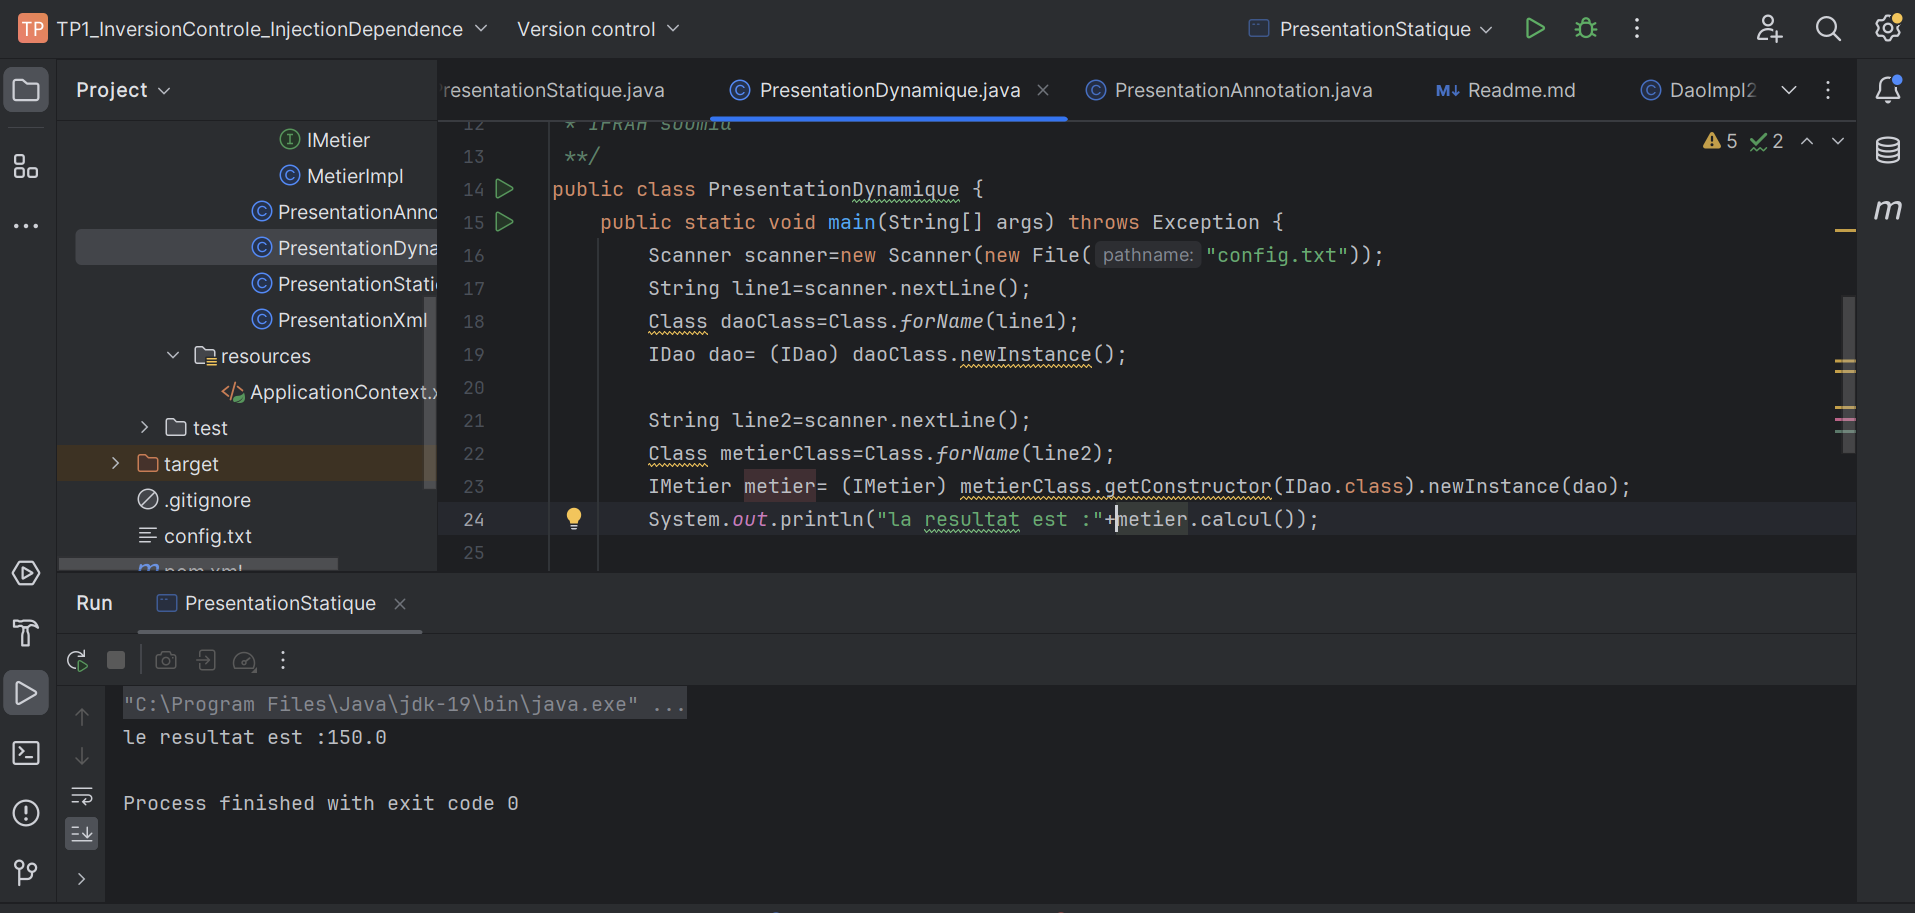 TP TP1_InversionControle_InjectionDependence Version control PresentationStatique
Project
IMetier
MetierImpl
PresentationAnno
PresentationDyna
PresentationStati
PresentationXml
resources
ApplicationContext.x
test
target
.gitignore
config.txt
pom.xml
resentationStatique.java PresentationDynamique.java PresentationAnnotation.java M↓ Readme.md DaoImpl2
5 2
12 * IFRAH soumia
13 **/
14 public class PresentationDynamique {
15 public static void main(String[] args) throws Exception {
16 Scanner scanner=new Scanner(new File( pathname: "config.txt"));
17 String line1=scanner.nextLine();
18 Class daoClass=Class.forName(line1);
19 IDao dao= (IDao) daoClass.newInstance();
20
21 String line2=scanner.nextLine();
22 Class metierClass=Class.forName(line2);
23 IMetier metier= (IMetier) metierClass.getConstructor(IDao.class).newInstance(dao);
24 System.out.println("la resultat est :"+metier.calcul());
25
Run PresentationStatique
"C:\Program Files\Java\jdk-19\bin\java.exe" ...
le resultat est :150.0
Process finished with exit code 0